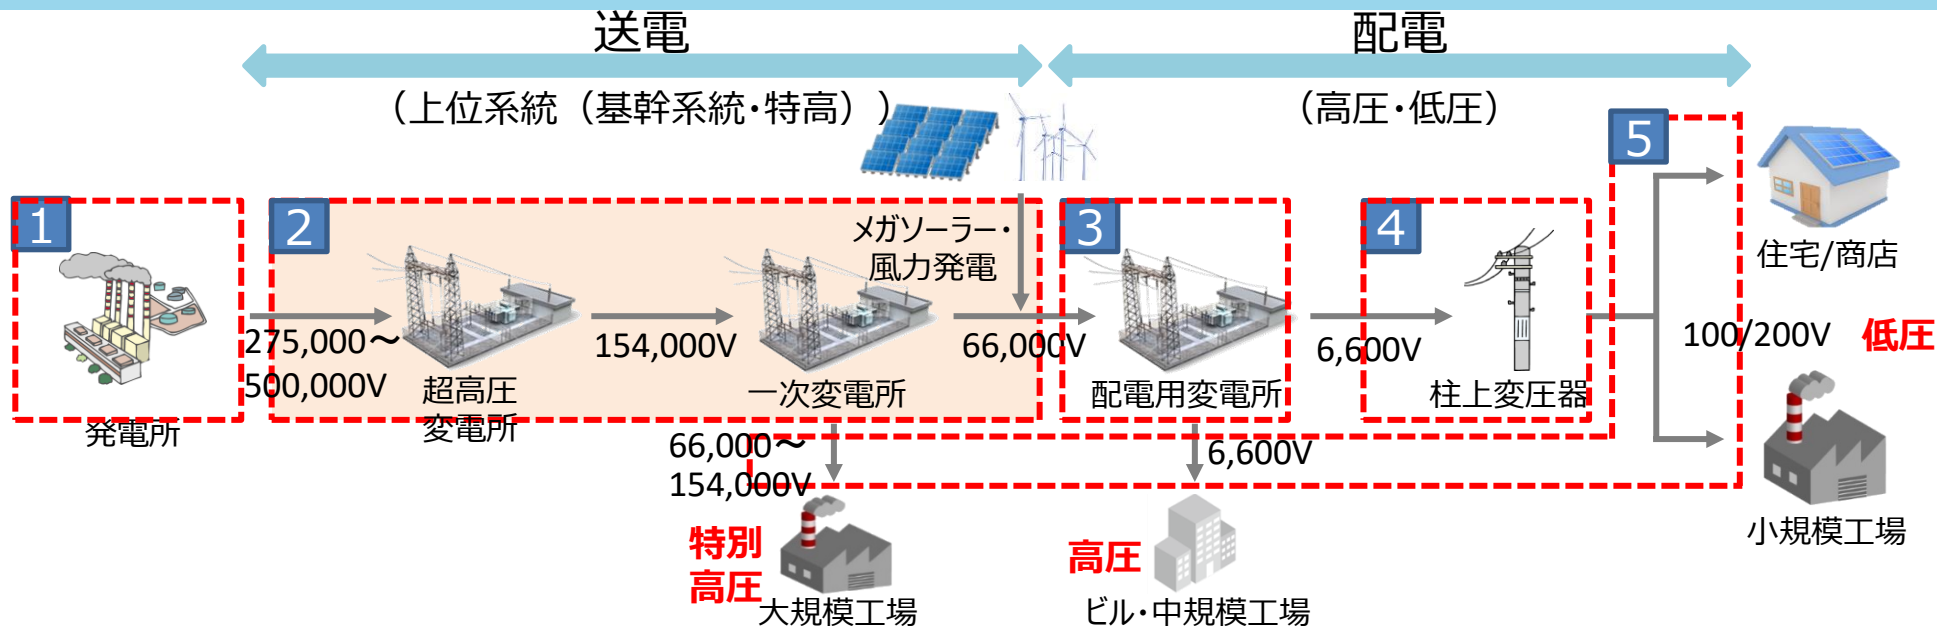 送電
配電
（上位系統（基幹系統・特高））
（高圧・低圧）
5
1
2
メガソーラー・
風力発電
3
4
住宅/商店
275,000～
500,000V
154,000V
66,000V
6,600V
100/200V
低圧
発電所
超高圧
変電所
一次変電所
配電用変電所
柱上変圧器
66,000～
154,000V
6,600V
特別
高圧
大規模工場
高圧
ビル・中規模工場
小規模工場